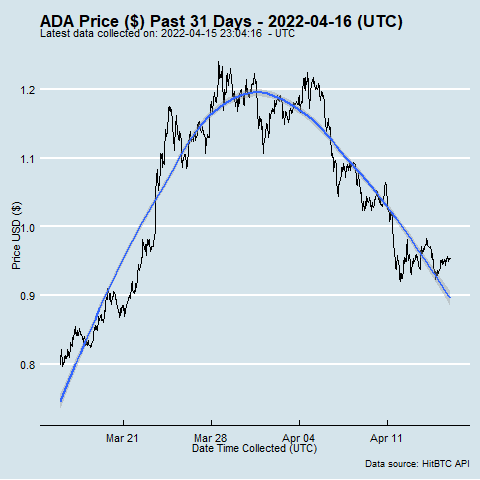 ADA Price ($) Past 31 Days - 2022-04-16 (UTC)
Latest data collected on: 2022-04-15 23:04:16  - UTC
1.2
1.1
1.0
0.9
0.8
Price USD ($)
Mar 21 Mar 28 Apr 04 Apr 11
Date Time Collected (UTC)
Data source: HitBTC API